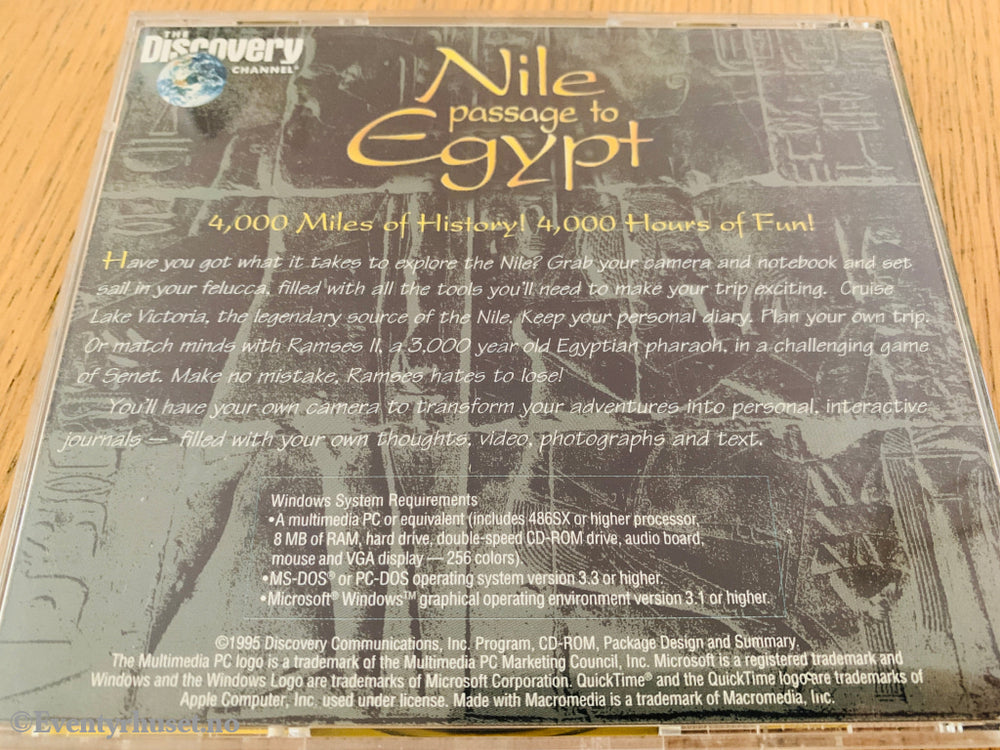 THE
Discovery
CHANNEL®
Nile
passage to
Egypt
4,000 Miles of History! 4,000 Hours of Fun!
Have you got what it takes to explore the Nile? Grab your camera and notebook and set
sail in your felucca, filled with all the tools you'll need to make your trip exciting. Cruise
Lake Victoria, the legendary source of the Nile. Keep your personal diary. Plan your own trip.
Or match minds with Ramses II, a 3,000 year old Egyptian pharaoh, in a challenging game
of Senet. Make no mistake, Ramses hates to lose!
You'll have your own camera to transform your adventures into personal, interactive
journals — filled with your own thoughts, video, photographs and text.
Windows System Requirements
•A multimedia PC or equivalent (includes 486SX or higher processor,
8 MB of RAM, hard drive, double-speed CD-ROM drive, audio board,
mouse and VGA display — 256 colors).
•MS-DOS® or PC-DOS operating system version 3.3 or higher.
•Microsoft® Windows™ graphical operating environment version 3.1 or higher.
©1995 Discovery Communications, Inc. Program, CD-ROM, Package Design and Summary.
The Multimedia PC logo is a trademark of the Multimedia PC Marketing Council, Inc. Microsoft is a registered trademark and
Windows and the Windows Logo are trademarks of Microsoft Corporation. QuickTime® and the QuickTime logo are trademarks of
Apple Computer, Inc. used under license. Made with Macromedia is a trademark of Macromedia, Inc.
©Eventyrhuset.no